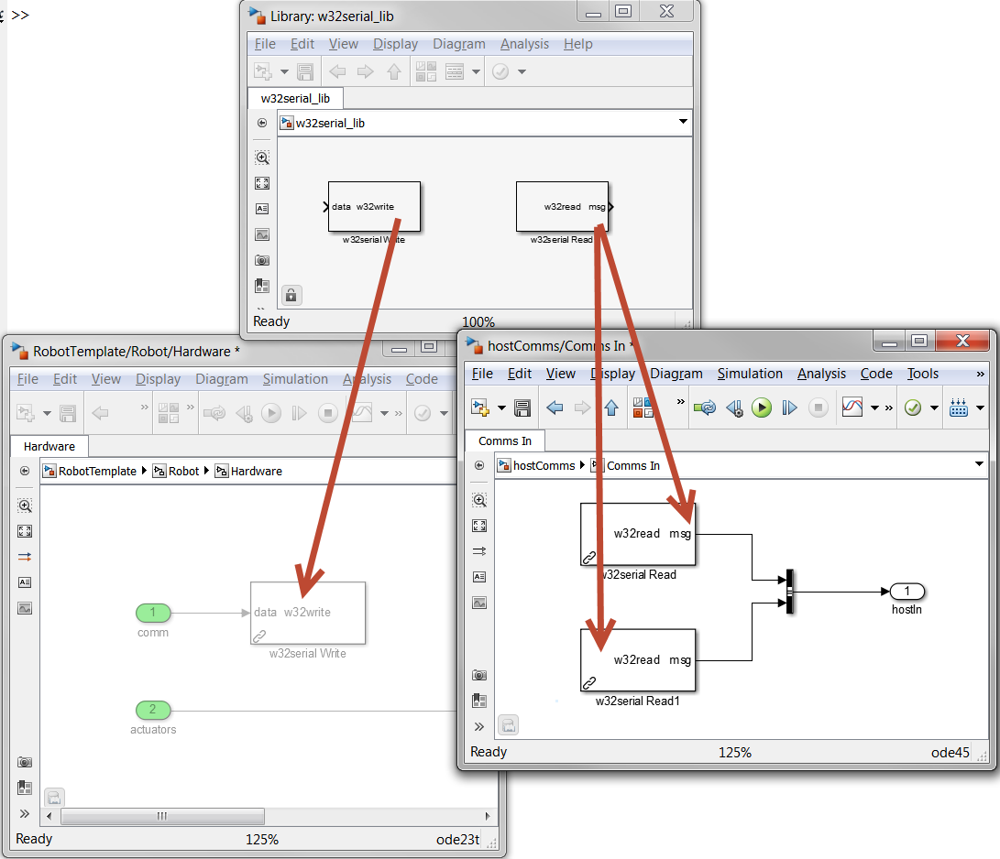 >>
Library: w32serial_lib
File Edit View Display Diagram Analysis Help
w32serial_lib
w32serial_lib
data w32write
w32serial Write
w32read msg
w32serial Read
Ready 100%
RobotTemplate/Robot/Hardware *
File Edit View Display Diagram Simulation Analysis Code
» »
»
Hardware
RobotTemplate Robot Hardware
1
comm
data w32write
w32serial Write
2
actuators
»
Ready 125% ode23t
hostComms/Comms In *
File Edit View Display Diagram Simulation Analysis Code Tools »
» »
Comms In
hostComms Comms In
w32read msg
w32serial Read
w32read msg
w32serial Read1
1
hostIn
»
Ready 125% ode45